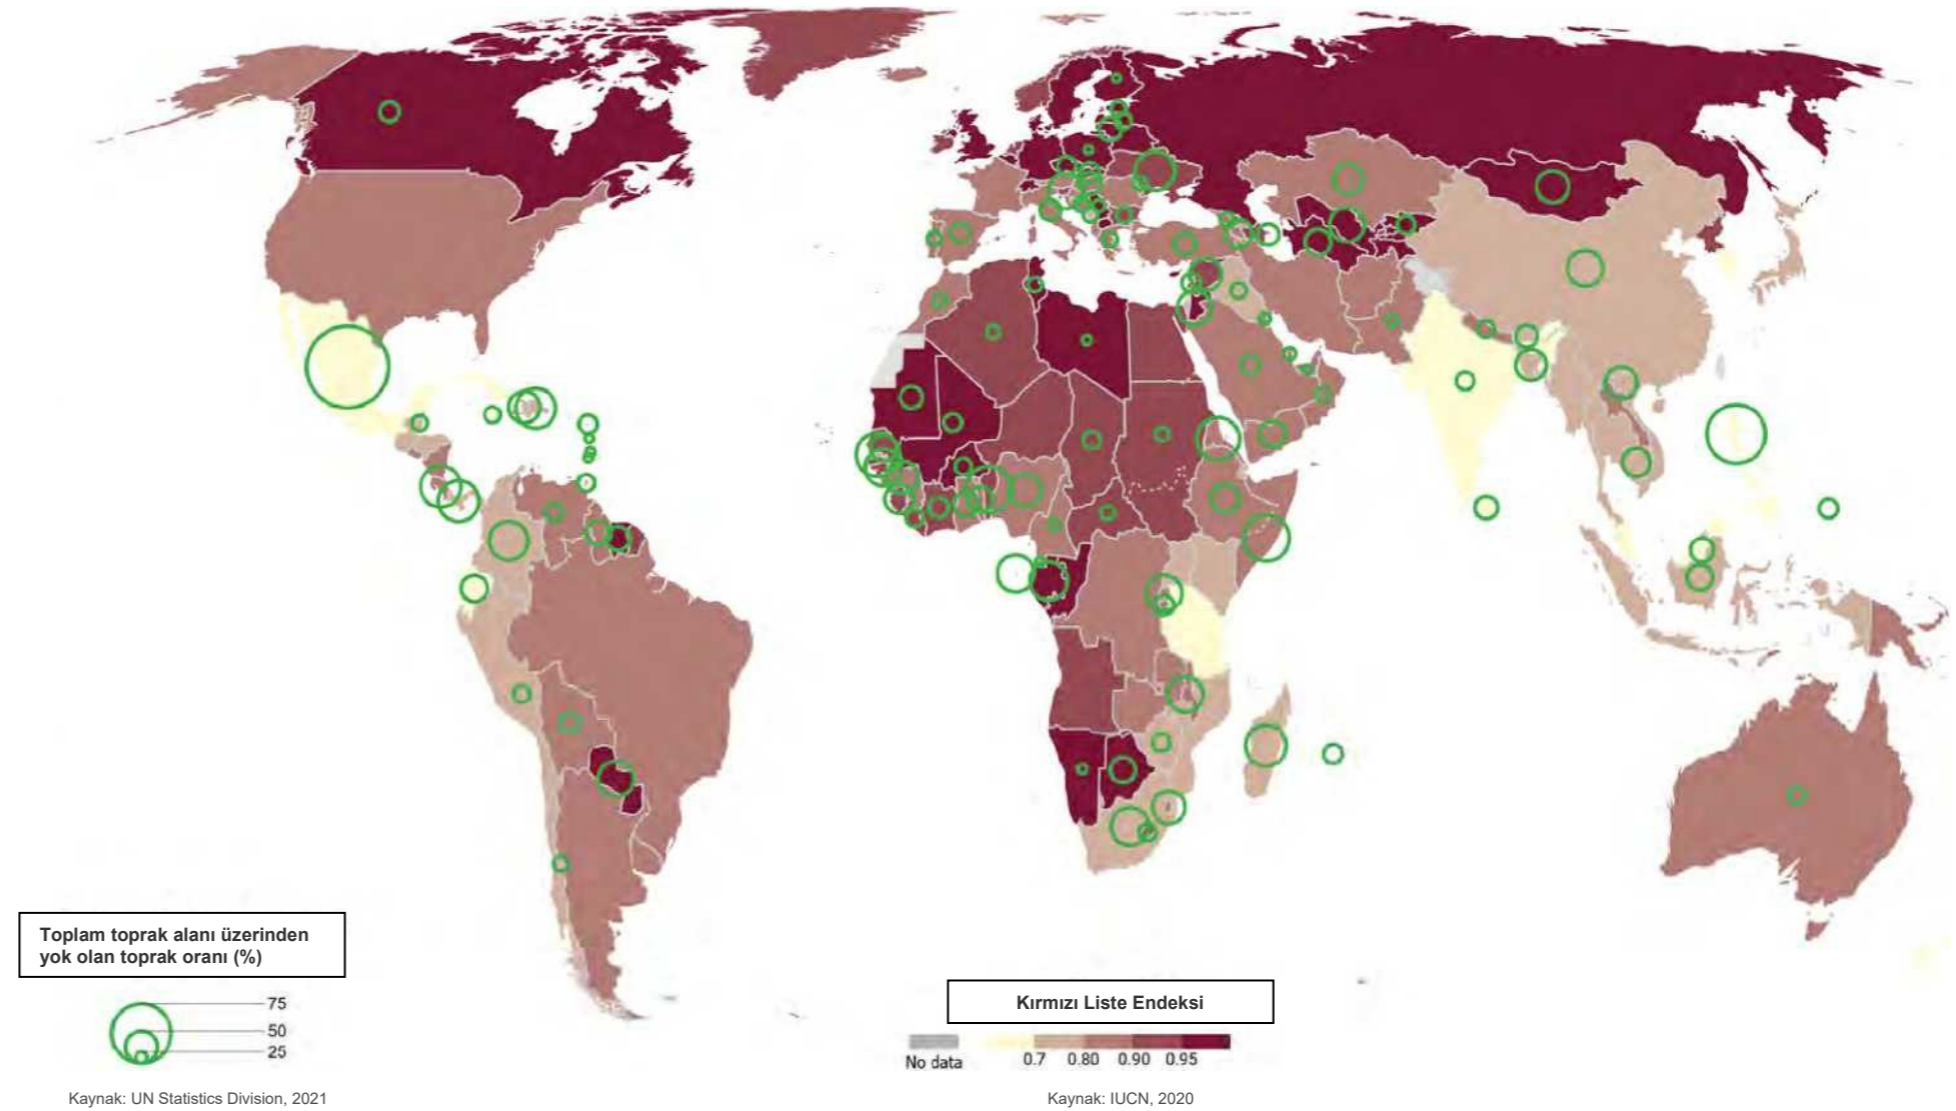 Toplam toprak alanı üzerinden
yok olan toprak oranı (%)
75
50
25
Kaynak: UN Statistics Division, 2021
Kırmızı Liste Endeksi
No data
0.7 0.80 0.90 0.95
Kaynak: IUCN, 2020